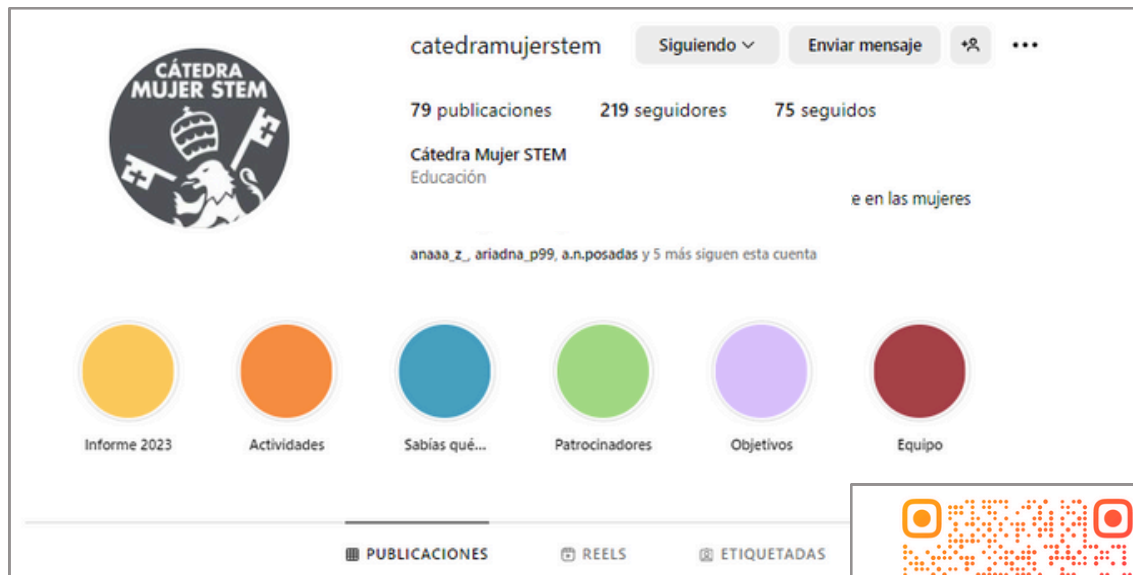 CÁTEDRA
MUJER STEM
catedramujerstem
Siguiendo
Enviar mensaje
79 publicaciones 219 seguidores 75 seguidos
Cátedra Mujer STEM
Educación
e en las mujeres
anaaa_z_, ariadna_p99, a.n.posadas y 5 más siguen esta cuenta
Informe 2023
Actividades
Sabías qué...
Patrocinadores
Objetivos
Equipo
PUBLICACIONES
REELS
ETIQUETADAS